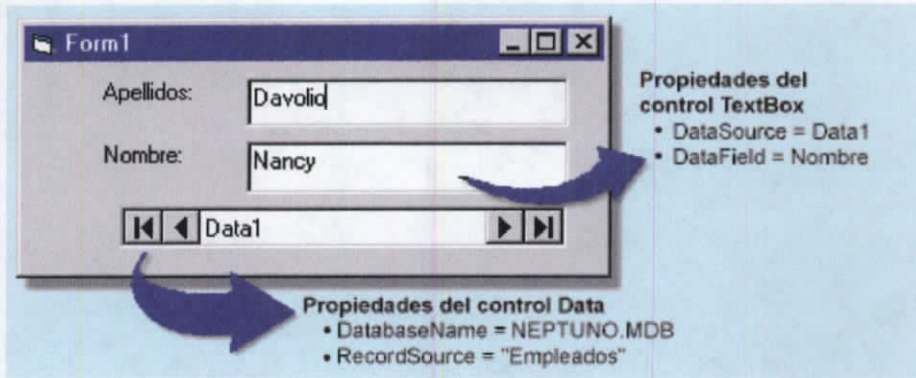 Form1
Apellidos:
Davolio
Nombre:
Nancy
Data1
Propiedades del
control TextBox
• DataSource = Data1
• DataField = Nombre
Propiedades del control Data
• DatabaseName = NEPTUNO.MDB
• RecordSource = "Empleados"